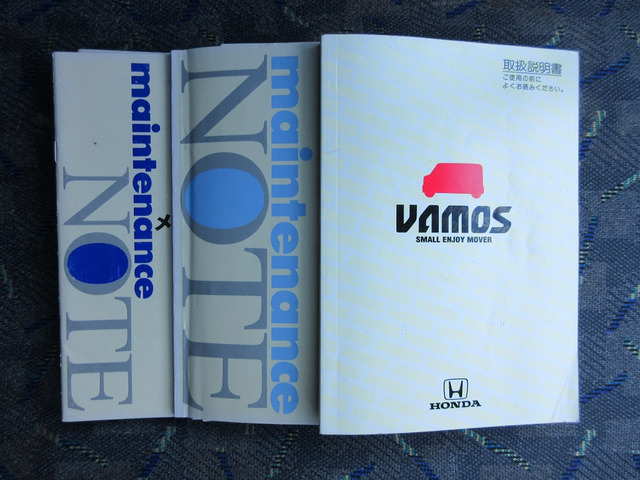 maintenance
NOTE
maintenance
NOTE
取扱説明書
ご使用の前に
よくお読みください。
VAMOS
SMALL ENJOY MOVER
HONDA